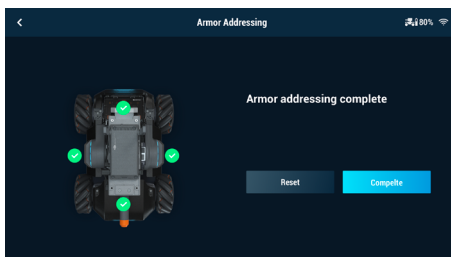 Armor Addressing
80%
Armor addressing complete
Reset
Compelte